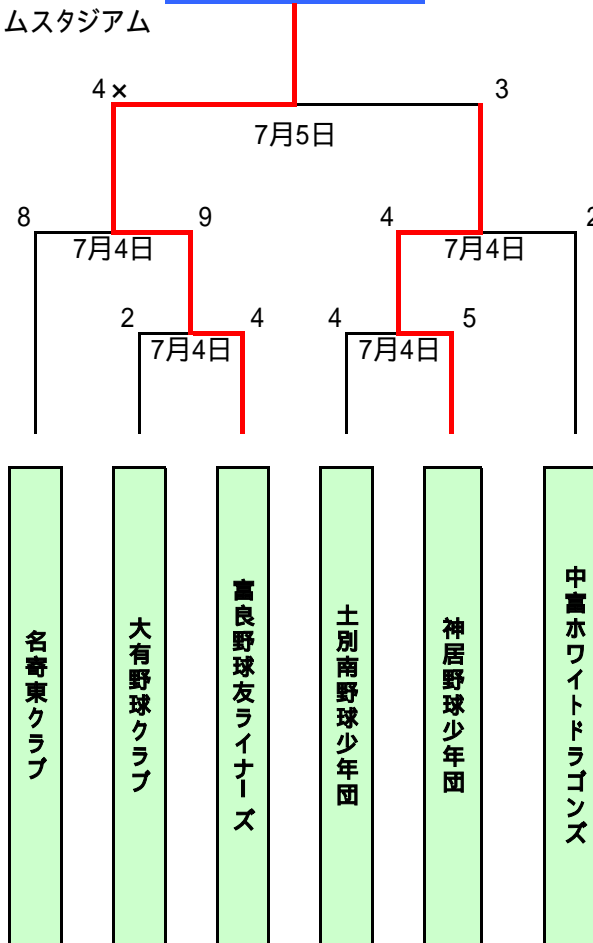 ムスタジアム
4× 3
7月5日
8 9 4 2
7月4日 7月4日
2 4 4 5
7月4日 7月4日
名寄東クラブ
大有野球クラブ
富良野球友ライナーズ
士別南野球少年団
神居野球少年団
中富ホワイトドラゴンズ